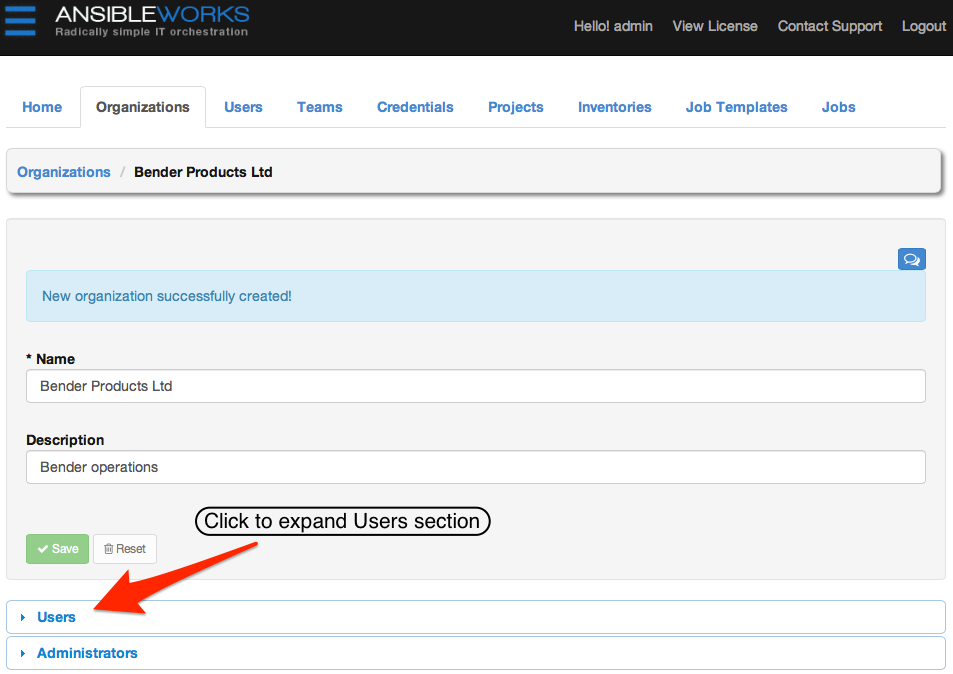 ANSIBLEWORKS
Radically simple IT orchestration
Hello! admin View License Contact Support Logout
Home Organizations Users Teams Credentials Projects Inventories Job Templates Jobs
Organizations / Bender Products Ltd
New organization successfully created!
* Name
Bender Products Ltd
Description
Bender operations
Click to expand Users section
Save Reset
Users
Administrators